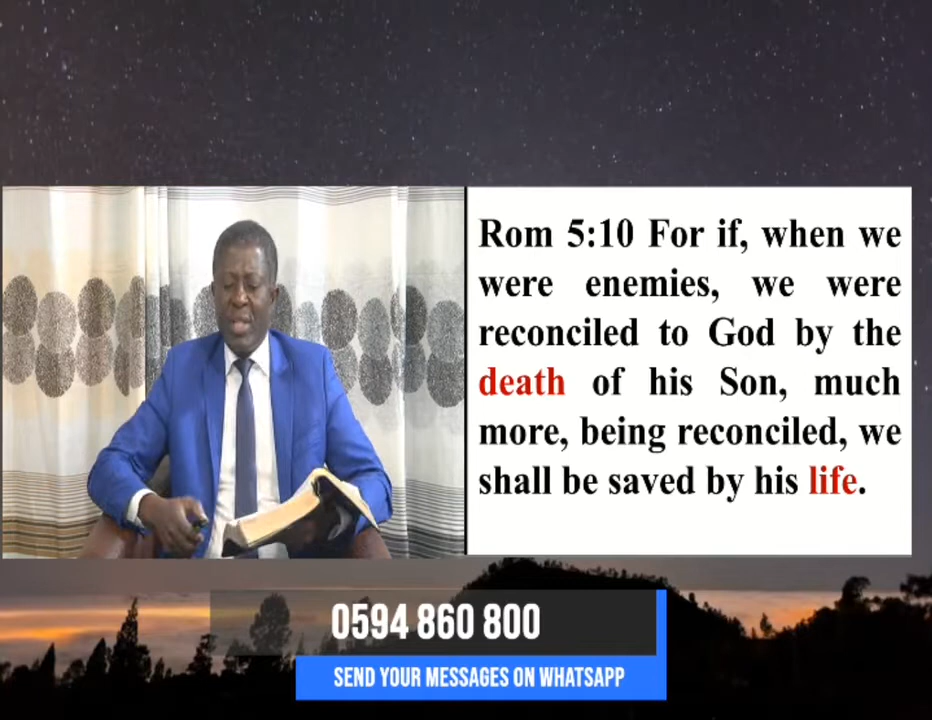 Rom 5:10 For if, when we
were enemies, we were
reconciled to God by the
death of his Son, much
more, being reconciled, we
shall be saved by his life.
0594 860 800
SEND YOUR MESSAGES ON WHATSAPP